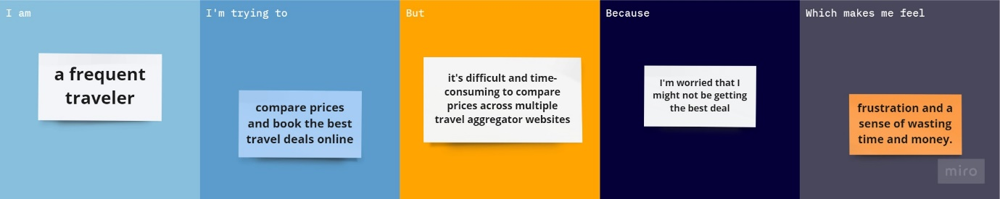 I am
a frequent
traveler
I'm trying to
compare prices
and book the best
travel deals online
But
it's difficult and time-
consuming to compare
prices across multiple
travel aggregator websites
Because
I'm worried that I
might not be getting
the best deal
Which makes me feel
frustration and a
sense of wasting
time and money.
miro